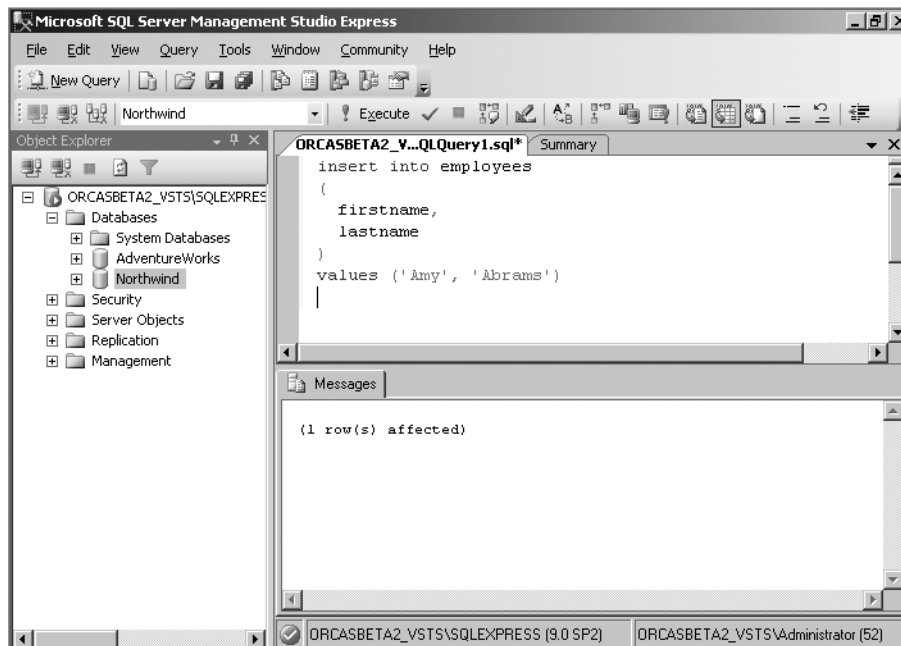 Microsoft SQL Server Management Studio Express
File Edit View Query Tools Window Community Help
New Query
Northwind
Execute
Object Explorer
ORCASBETA2_V...QLQuery1.sql* Summary
ORCASBETA2_VSTS\SQLEXPRES
Databases
System Databases
AdventureWorks
Northwind
Security
Server Objects
Replication
Management
insert into employees
(
firstname,
lastname
)
values ('Amy', 'Abrams')
Messages
(1 row(s) affected)
ORCASBETA2_VSTS\SQLEXPRESS (9.0 SP2) ORCASBETA2_VSTS\Administrator (52)